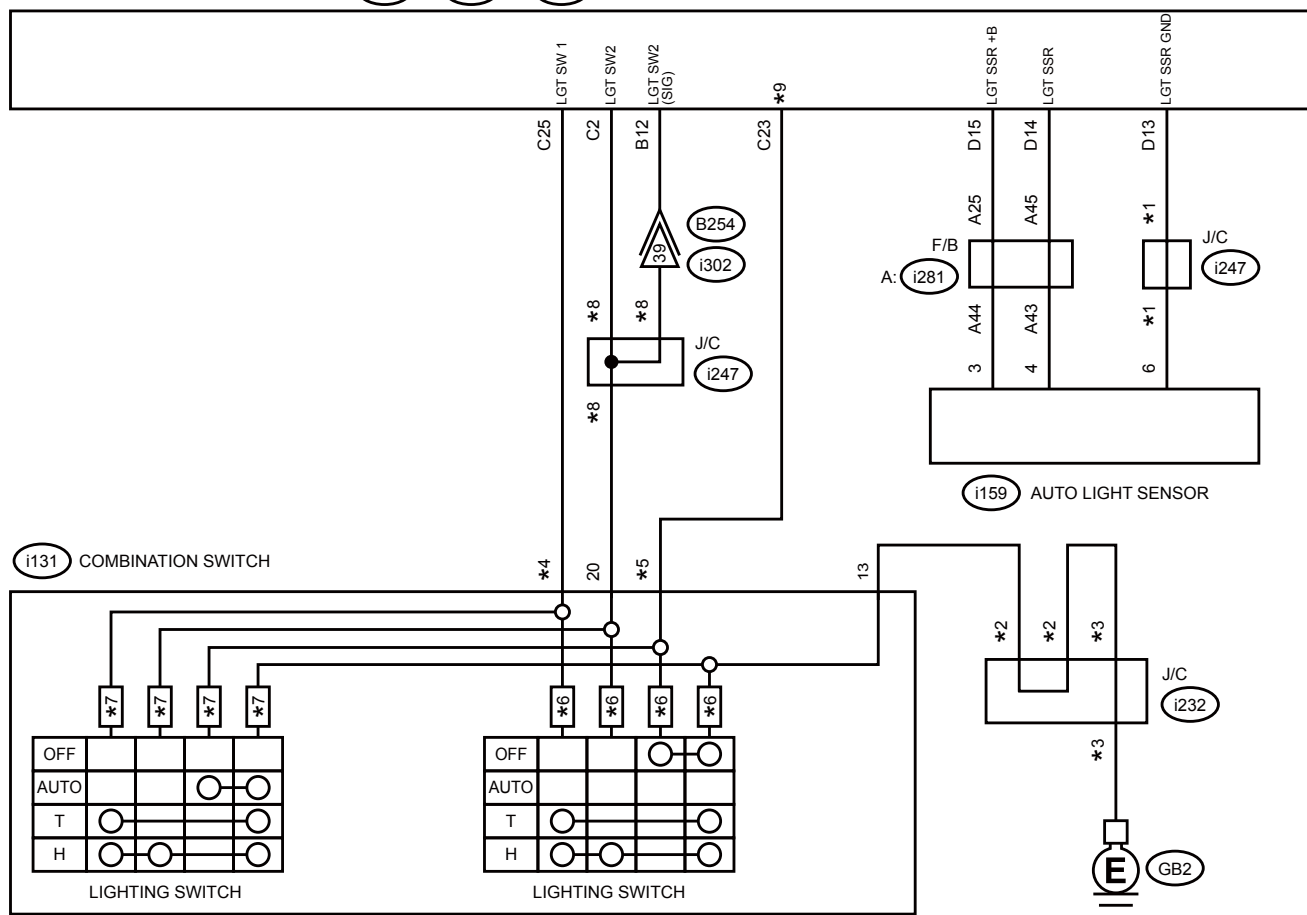 LGT SW 1
LGT SW2
LGT SW2
(SIG)
*9
LGT SSR +B
LGT SSR
LGT SSR GND
C25
C2
B12
C23
D15
D14
D13
A25
A45
*1
B254
39
i302
F/B
A: i281
J/C
i247
*8
*8
J/C
i247
*8
A44
A43
*1
3
4
6
i159 AUTO LIGHT SENSOR
i131 COMBINATION SWITCH
*4
20
*5
13
*2
*2
*3
J/C
i232
*3
*7
*7
*7
*7
*6
*6
*6
*6
OFF
AUTO
T
H
LIGHTING SWITCH
OFF
AUTO
T
H
LIGHTING SWITCH
E
GB2